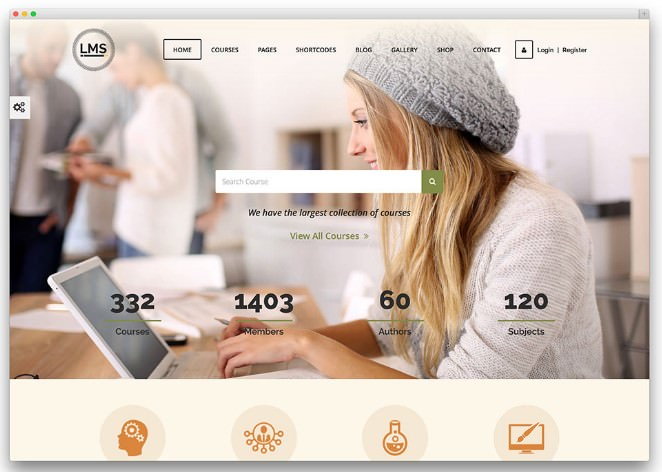 LMS
HOME COURSES PAGES SHORTCODES BLOG GALLERY SHOP CONTACT Login | Register
Search Course
We have the largest collection of courses
View All Courses »
332 1403 60 120
Courses Members Authors Subjects